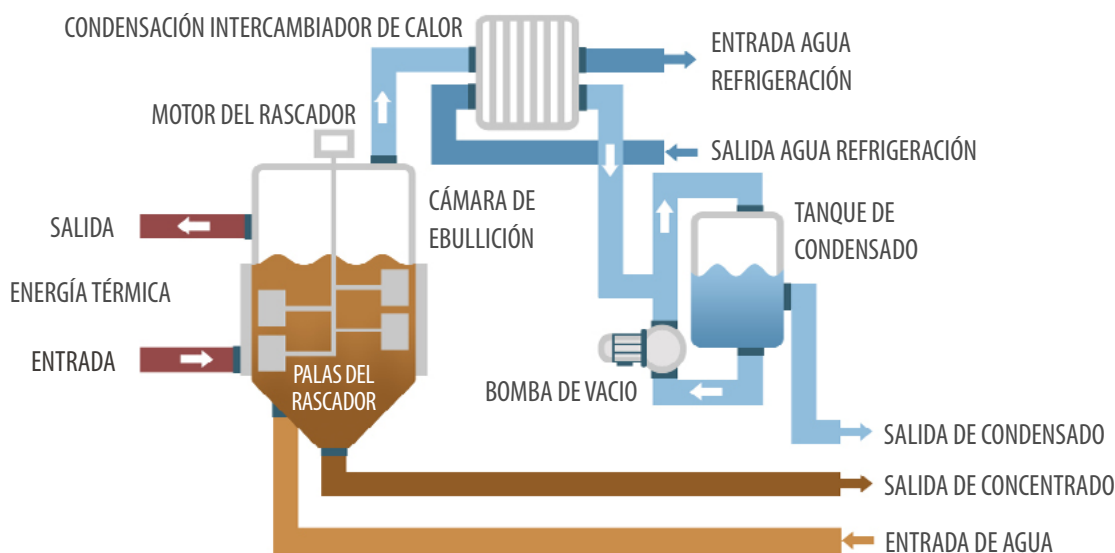 CONDENSACIÓN INTERCAMBIADOR DE CALOR
ENTRADA AGUA
REFRIGERACIÓN
MOTOR DEL RASCADOR
SALIDA AGUA REFRIGERACIÓN
CÁMARA DE
EBULLICIÓN
TANQUE DE
CONDENSADO
SALIDA
ENERGÍA TÉRMICA
ENTRADA
PALAS DEL
RASCADOR
BOMBA DE VACIO
SALIDA DE CONDENSADO
SALIDA DE CONCENTRADO
ENTRADA DE AGUA